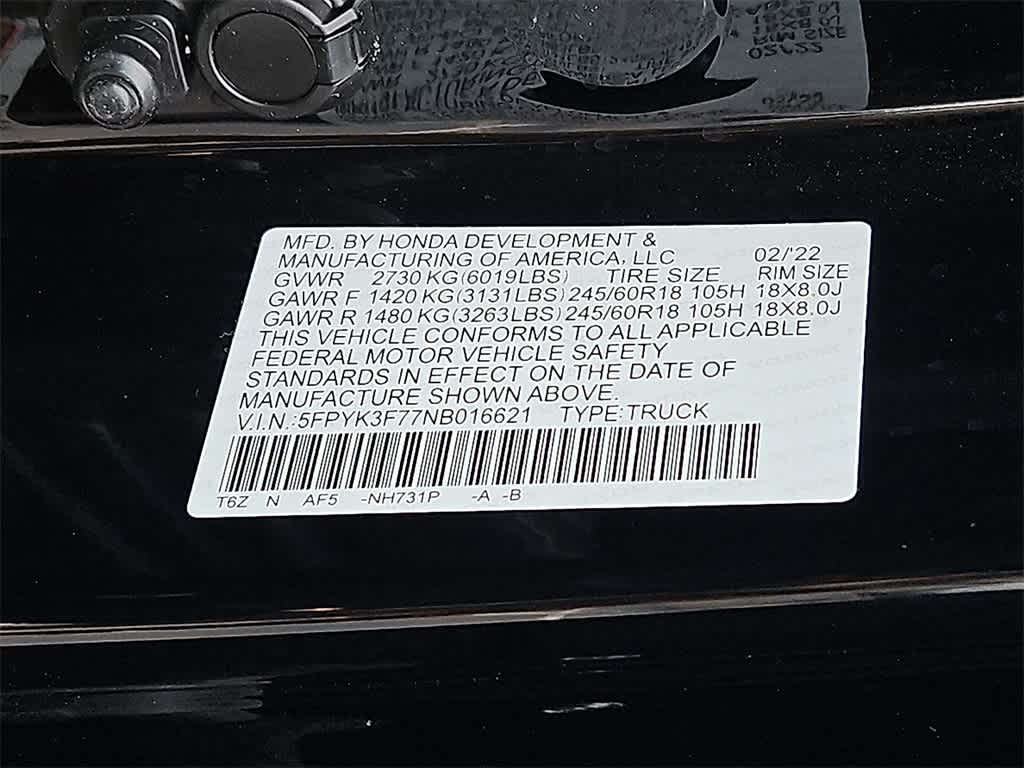 MFD. BY HONDA DEVELOPMENT &
MANUFACTURING OF AMERICA, LLC 02/'22
GVWR 2730 KG(6019LBS) TIRE SIZE RIM SIZE
GAWR F 1420 KG(3131LBS) 245/60R18 105H 18X8.0J
GAWR R 1480 KG(3263LBS) 245/60R18 105H 18X8.0J
THIS VEHICLE CONFORMS TO ALL APPLICABLE
FEDERAL MOTOR VEHICLE SAFETY
STANDARDS IN EFFECT ON THE DATE OF
MANUFACTURE SHOWN ABOVE.
V.I.N.:5FPYK3F77NB016621 TYPE:TRUCK
T6Z N AF5 -NH731P -A -B